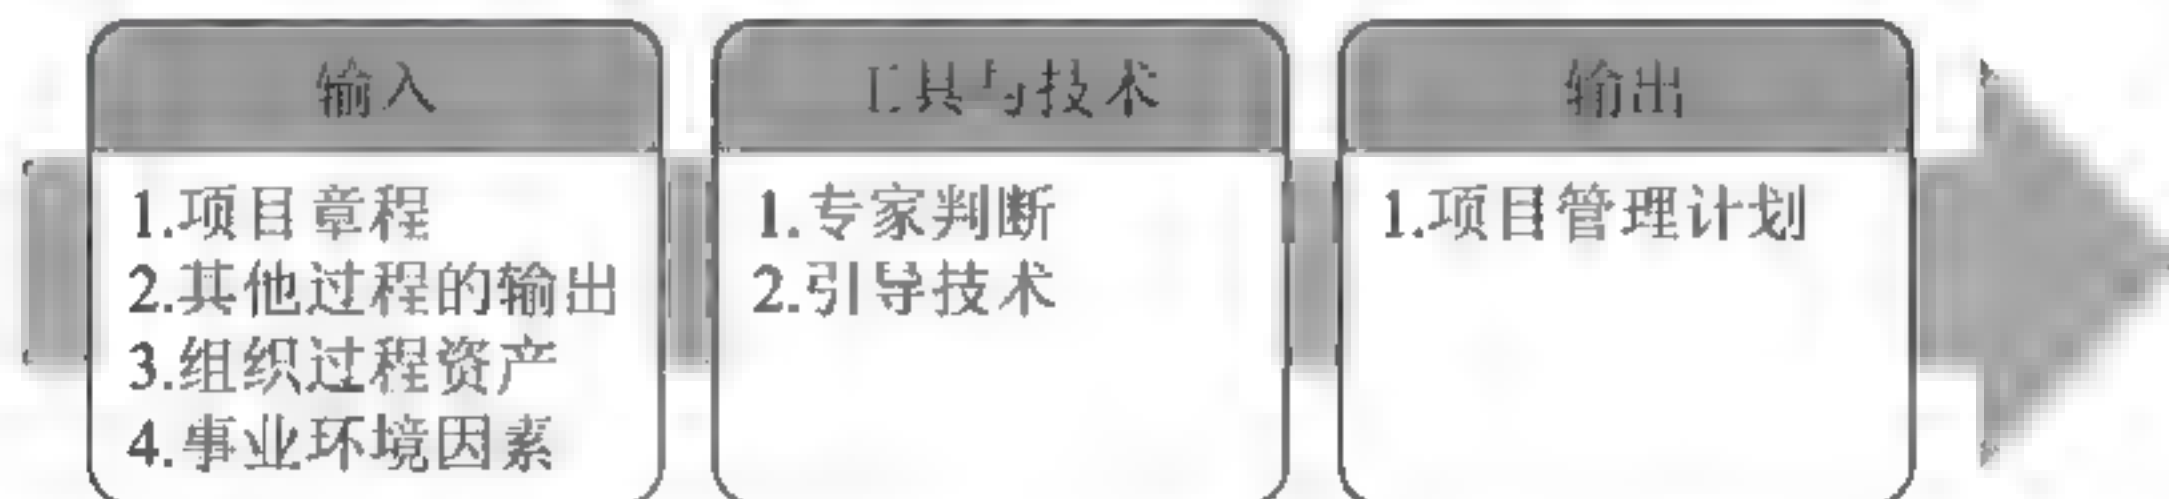 输入
1.项目章程
2.其他过程的输出
3.组织过程资产
4.事业环境因素
工具与技术
1.专家判断
2.引导技术
输出
1.项目管理计划